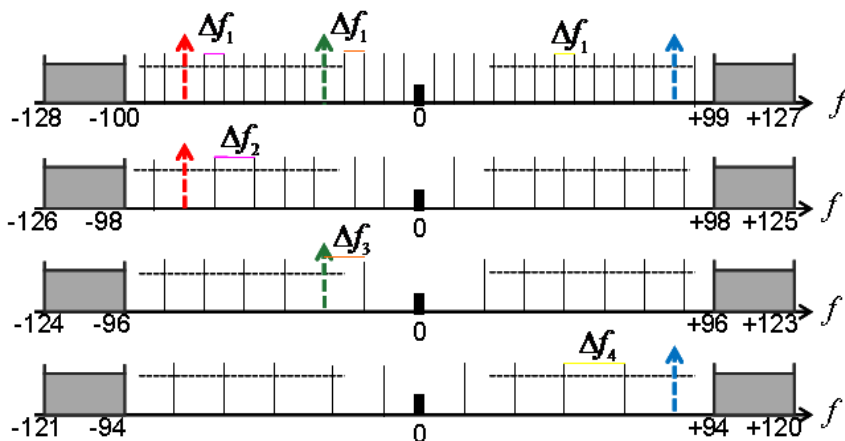 Δf₁ Δf₁ Δf₁
-128 -100 0 +99 +127 f
Δf₂
-126 -98 0 +98 +125 f
Δf₃
-124 -96 0 +96 +123 f
Δf₄
-121 -94 0 +94 +120 f